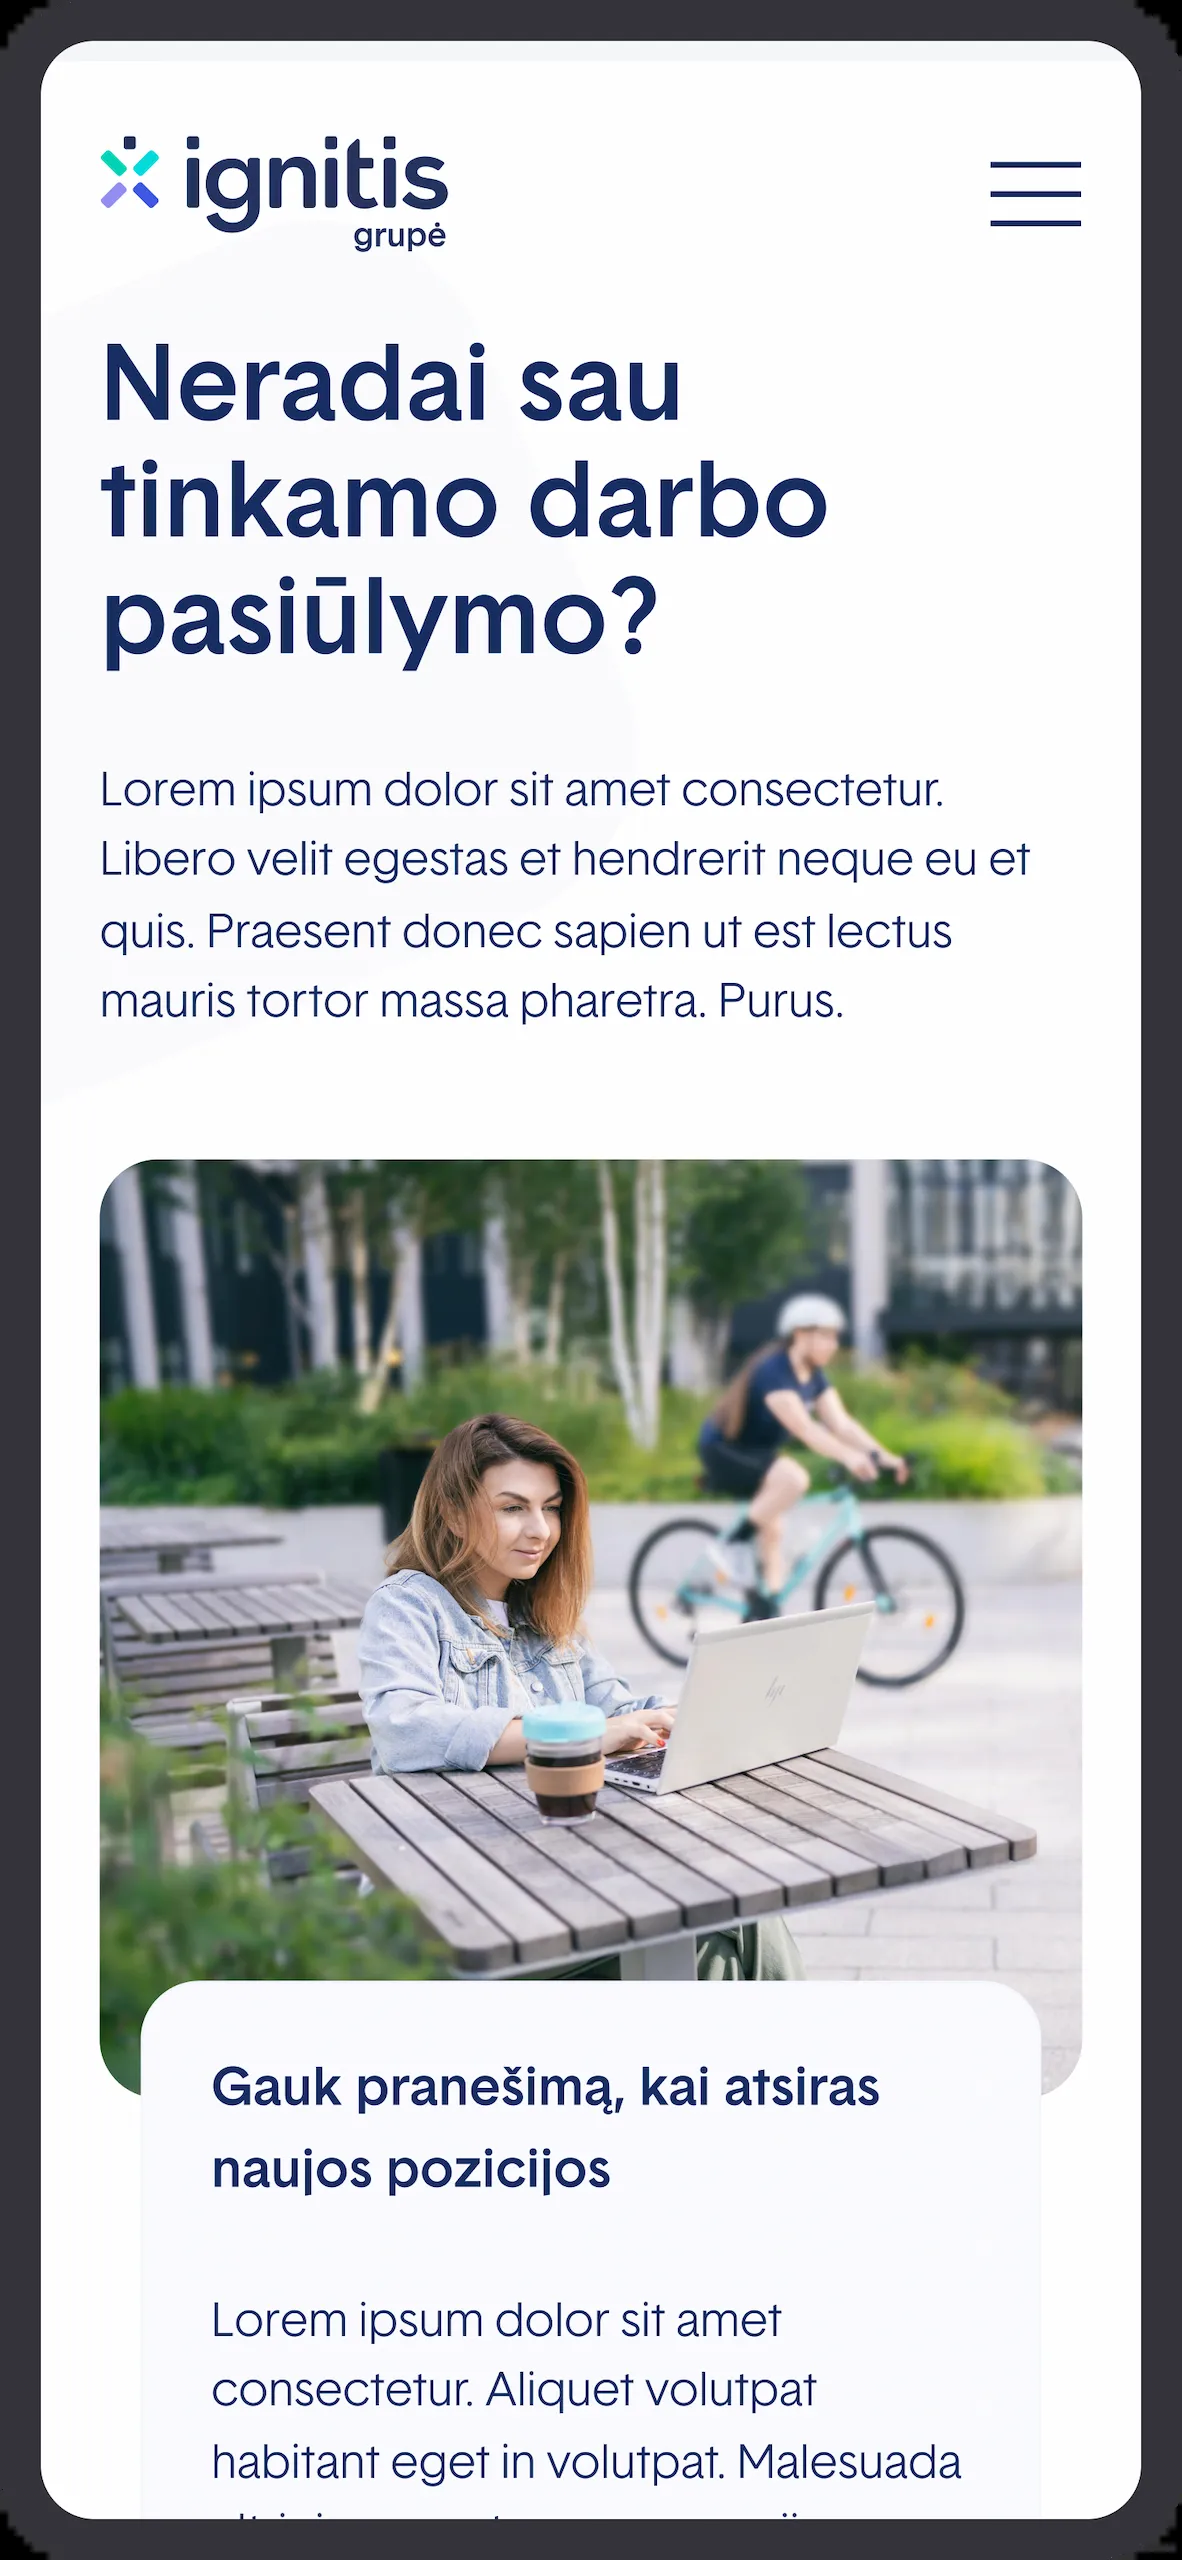 ignitis
grupė
Neradai sau
tinkamo darbo
pasiūlymo?
Lorem ipsum dolor sit amet consectetur.
Libero velit egestas et hendrerit neque eu et
quis. Praesent donec sapien ut est lectus
mauris tortor massa pharetra. Purus.
hp
Gauk pranešimą, kai atsiras
naujos pozicijos
Lorem ipsum dolor sit amet
consectetur. Aliquet volutpat
habitant eget in volutpat. Malesuada